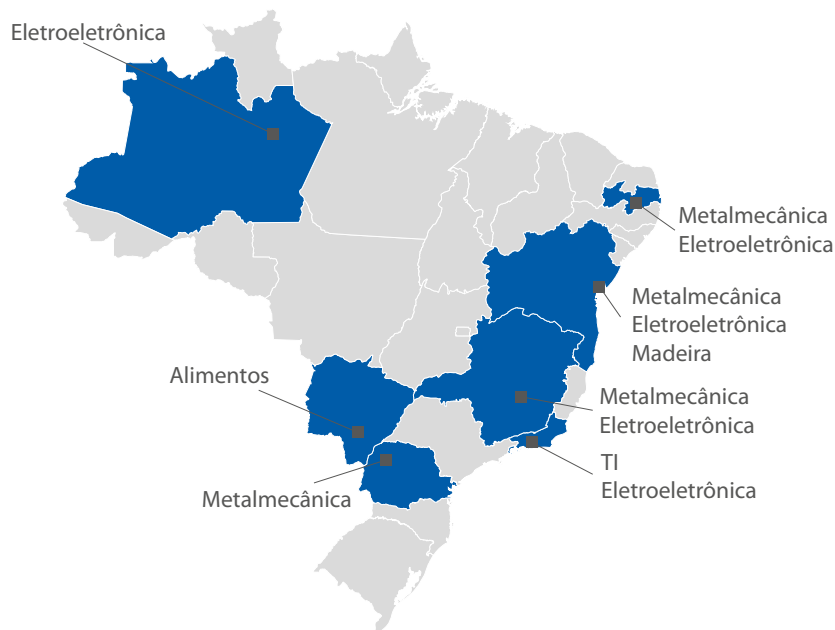 Eletroeletrônica
Metalmecânica
Eletroeletrônica
Metalmecânica
Eletroeletrônica
Madeira
Alimentos
Metalmecânica
Eletroeletrônica
TI
Eletroeletrônica
Metalmecânica